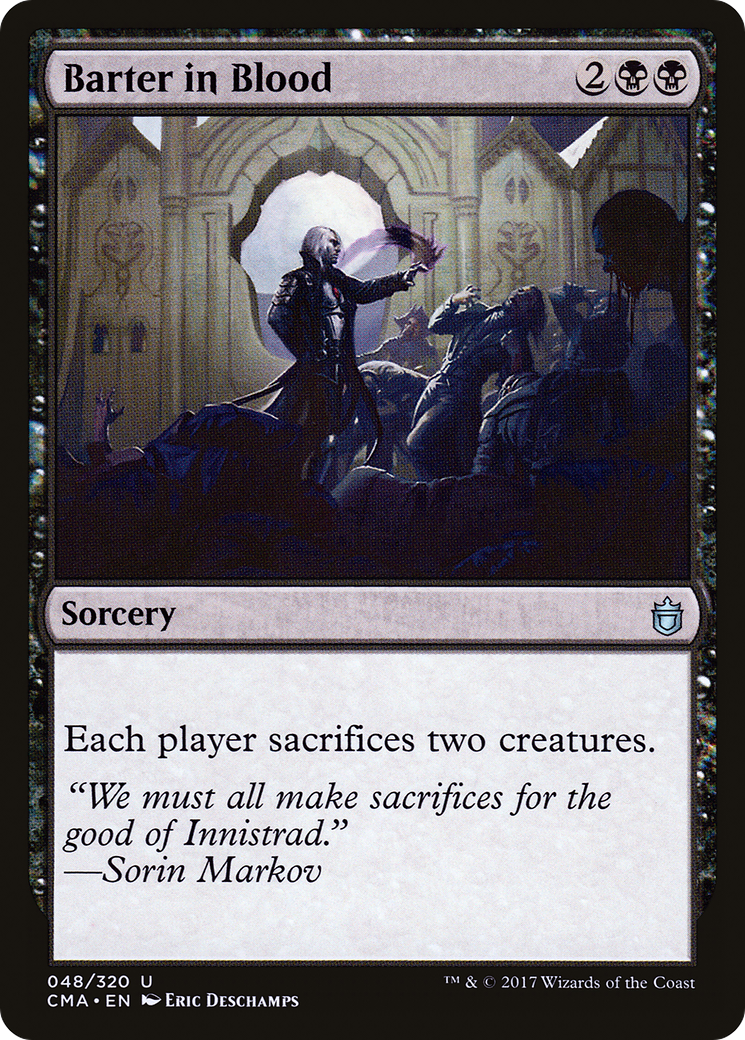 Barter in Blood 2
Sorcery
Each player sacrifices two creatures.
“We must all make sacrifices for the
good of Innistrad.”
—Sorin Markov
048/320 U
™ & © 2017 Wizards of the Coast
CMA • EN Eric Deschamps